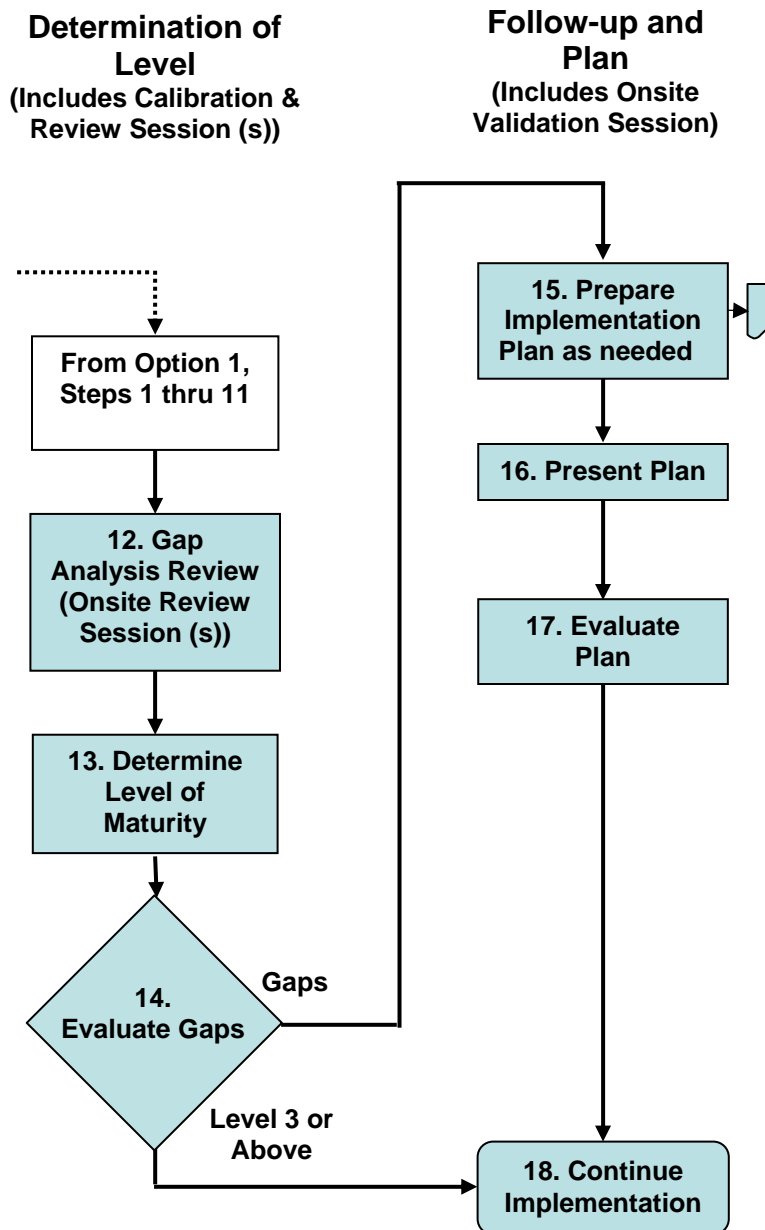 Determination of
Level
(Includes Calibration &
Review Session (s))
From Option 1,
Steps 1 thru 11
12. Gap
Analysis Review
(Onsite Review
Session (s))
13. Determine
Level of
Maturity
14.
Evaluate Gaps
Gaps
Level 3 or
Above
Follow-up and
Plan
(Includes Onsite
Validation Session)
15. Prepare
Implementation
Plan as needed
16. Present Plan
17. Evaluate
Plan
18. Continue
Implementation